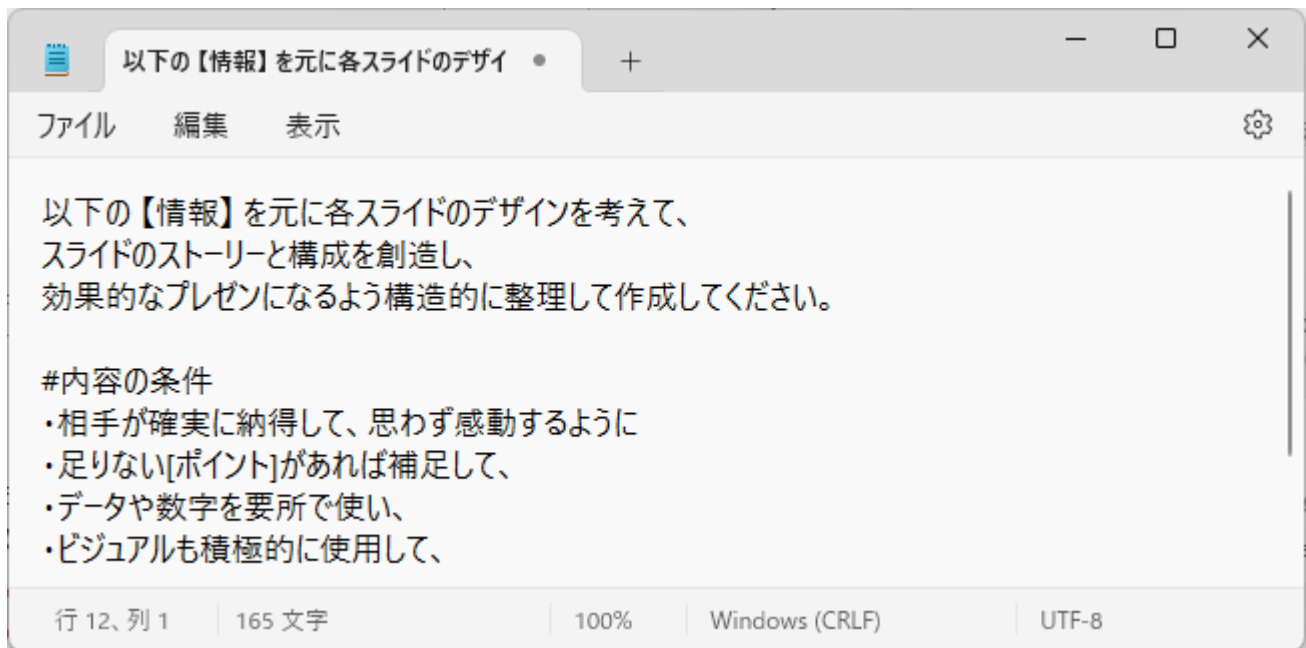 以下の【情報】を元に各スライドのデザイ
ファイル 編集 表示
以下の【情報】を元に各スライドのデザインを考えて、
スライドのストーリーと構成を創造し、
効果的なプレゼンになるよう構造的に整理して作成してください。
#内容の条件
・相手が確実に納得して、思わず感動するように
・足りない[ポイント]があれば補足して、
・データや数字を要所で使い、
・ビジュアルも積極的に使用して、
行 12、列 1 165 文字 100% Windows (CRLF) UTF-8